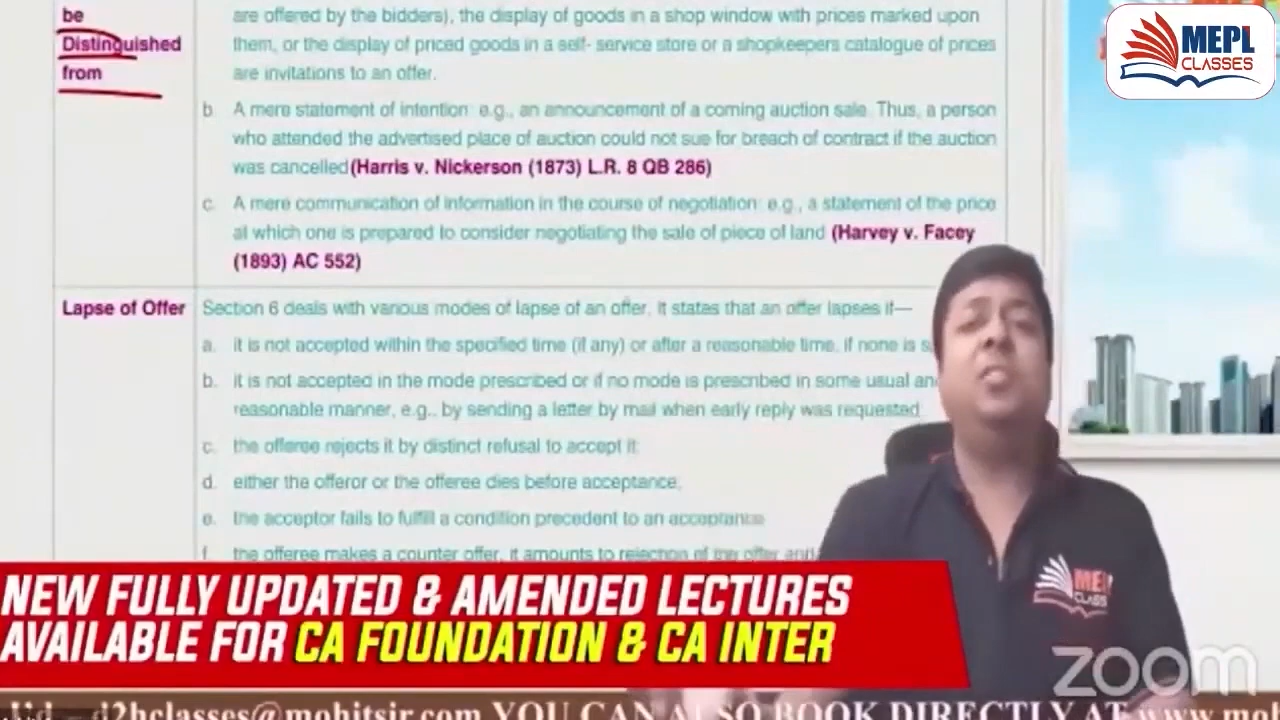 be
Distinguished
from
are offered by the bidders), the display of goods in a shop window with prices marked upon
them, or the display of priced goods in a self- service store or a shopkeepers catalogue of prices
are invitations to an offer.
b. A mere statement of intention: e.g., an announcement of a coming auction sale. Thus, a person
who attended the advertised place of auction could not sue for breach of contract if the auction
was cancelled(Harris v. Nickerson (1873) L.R. 8 QB 286)
c. A mere communication of information in the course of negotiation: e.g., a statement of the price
at which one is prepared to consider negotiating the sale of piece of land (Harvey v. Facey
(1893) AC 552)
Lapse of Offer
Section 6 deals with various modes of lapse of an offer. It states that an offer lapses if—
a. it is not accepted within the specified time (if any) or after a reasonable time, if none is
b. it is not accepted in the mode prescribed or if no mode is prescribed in some usual
reasonable manner, e.g., by sending a letter by mail when early reply was requested
c. the offeree rejects it by distinct refusal to accept it
d. either the offeror or the offeree dies before acceptance.
e. the acceptor fails to fulfill a condition precedent to an acceptance
f. the offeree makes a counter offer, it amounts to rejection of the offer and
MEPL
CLASSES
MEPL
CLASS
NEW FULLY UPDATED & AMENDED LECTURES
AVAILABLE FOR CA FOUNDATION & CA INTER
zoom
d2hclasses@mohitsir.com YOU CAN ALSO BOOK DIRECTLY AT www.moh